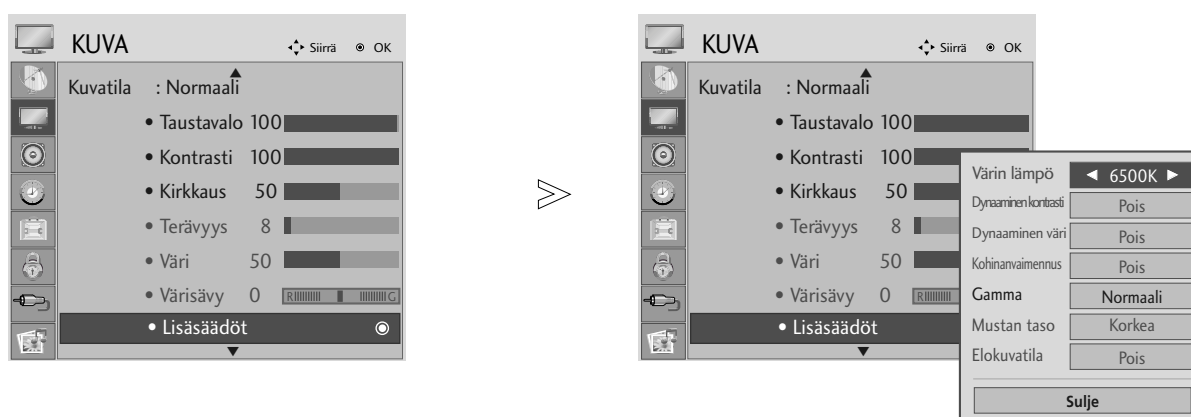 KUVA Siirrä OK
Kuvatila : Normaali
• Taustavalo 100
• Kontrasti 100
• Kirkkaus 50
• Terävyys 8
• Väri 50
• Värisävy 0 R G
• Lisäsäädöt
>
KUVA Siirrä OK
Kuvatila : Normaali
• Taustavalo 100
• Kontrasti 100
• Kirkkaus 50
• Terävyys 8
• Väri 50
• Värisävy 0 R
• Lisäsäädöt
Värin lämpö ◄ 6500K ►
Dynaaminen kontrasti Pois
Dynaaminen väri Pois
Kohinanvaimennus Pois
Gamma Normaali
Mustan taso Korkea
Elokuvatila Pois
Sulje